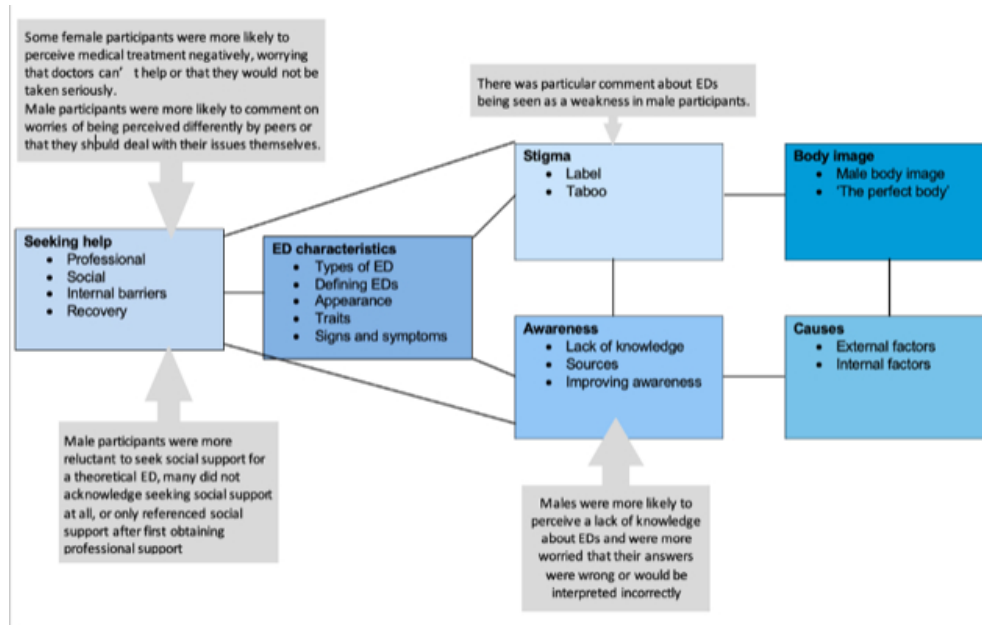 Some female participants were more likely to
perceive medical treatment negatively, worrying
that doctors can' t help or that they would not be
taken seriously.
Male participants were more likely to comment on
worries of being perceived differently by peers or
that they should deal with their issues themselves.
There was particular comment about EDs
being seen as a weakness in male participants.
Stigma
• Label
• Taboo
Body image
• Male body image
• 'The perfect body'
Seeking help
• Professional
• Social
• Internal barriers
• Recovery
ED characteristics
• Types of ED
• Defining EDs
• Appearance
• Traits
• Signs and symptoms
Awareness
• Lack of knowledge
• Sources
• Improving awareness
Causes
• External factors
• Internal factors
Male participants were more
reluctant to seek social support for
a theoretical ED, many did not
acknowledge seeking social support
at all, or only referenced social
support after first obtaining
professional support
Males were more likely to
perceive a lack of knowledge
about EDs and were more
worried that their answers
were wrong or would be
interpreted incorrectly